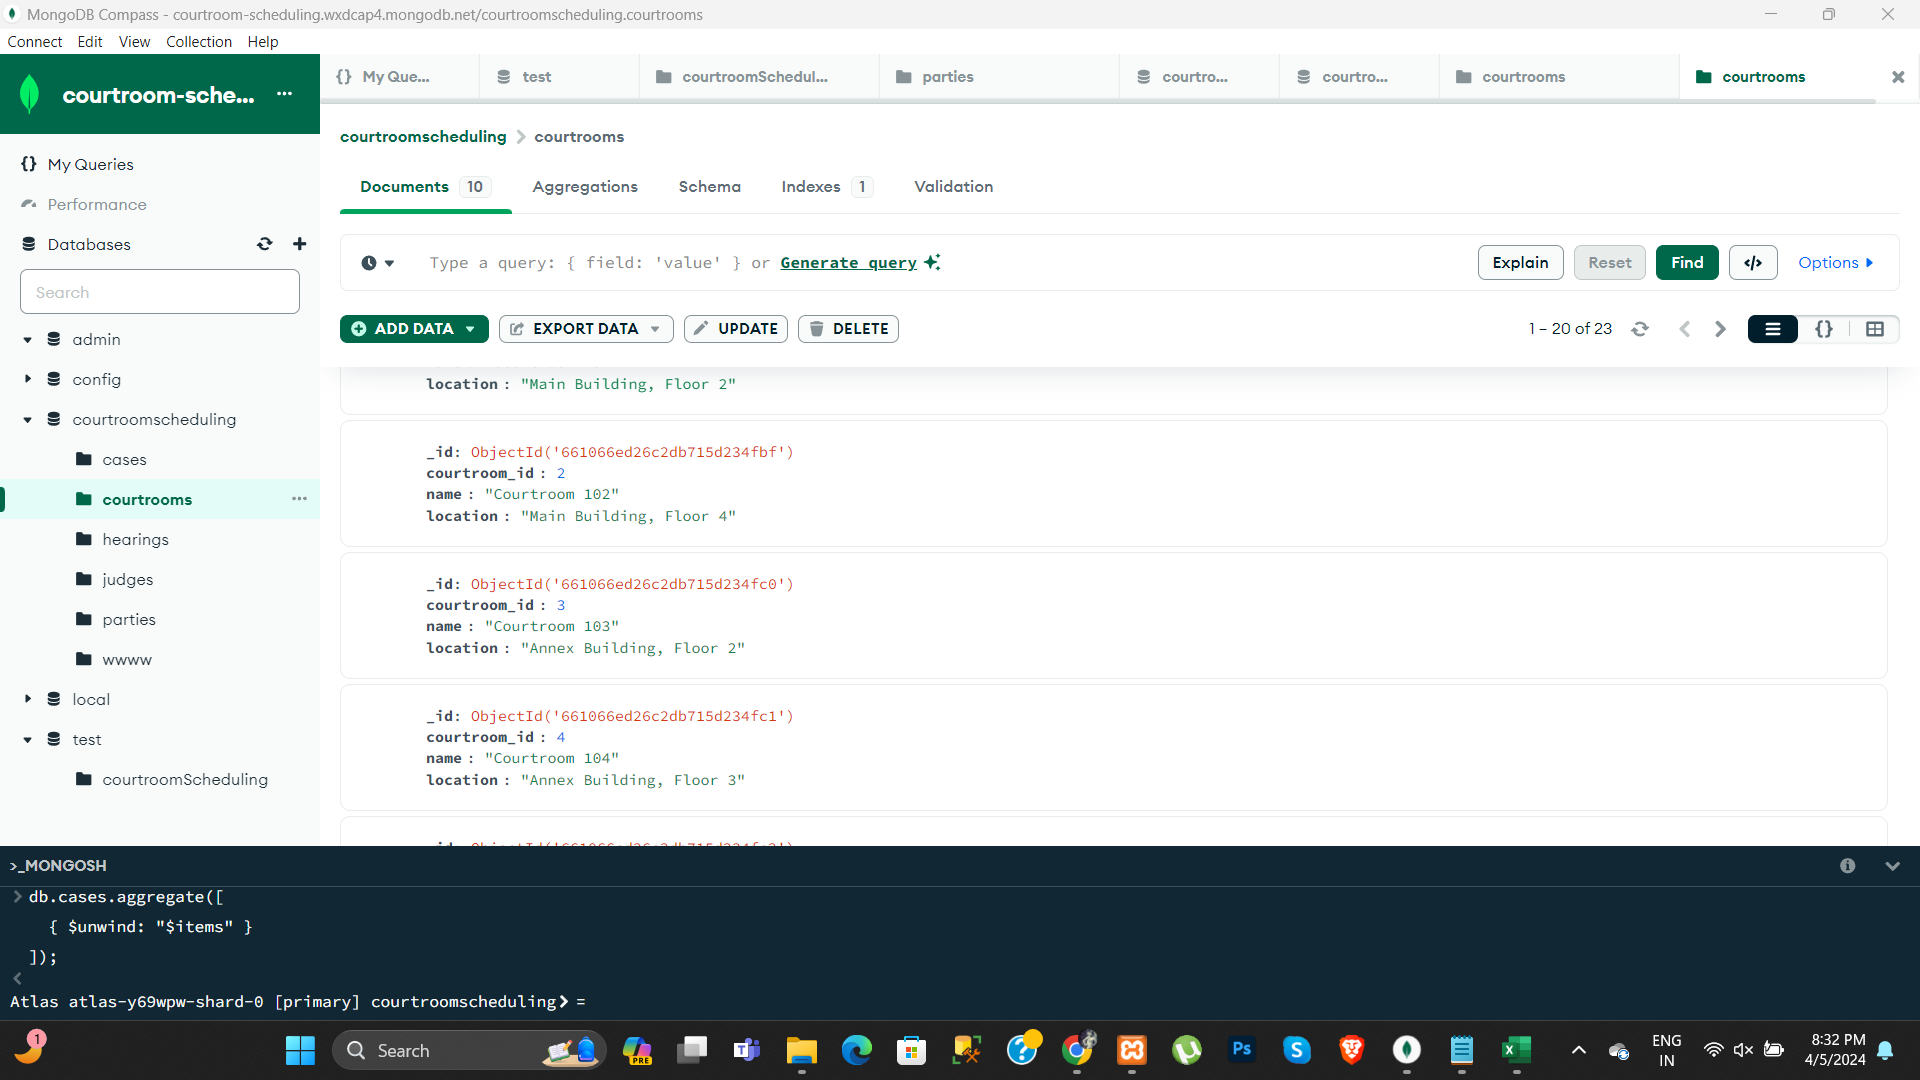 MongoDB Compass - courtroom-scheduling.wxdcap4.mongodb.net/courtroomscheduling.courtrooms
Connect Edit View Collection Help
courtroom-sche... ...
{} My Que... test courtroomSchedul... parties courtro... courtro... courtrooms courtrooms
courtroomscheduling > courtrooms
My Queries
Performance
Databases
Search
admin
config
courtroomscheduling
cases
courtrooms ...
hearings
judges
parties
wwww
local
test
courtroomScheduling
Documents 10 Aggregations Schema Indexes 1 Validation
Type a query: { field: 'value' } or Generate query Explain Reset Find </> Options
ADD DATA EXPORT DATA UPDATE DELETE 1 – 20 of 23 {}
location : "Main Building, Floor 2"
_id: ObjectId('661066ed26c2db715d234fbf')
courtroom_id : 2
name : "Courtroom 102"
location : "Main Building, Floor 4"
_id: ObjectId('661066ed26c2db715d234fc0')
courtroom_id : 3
name : "Courtroom 103"
location : "Annex Building, Floor 2"
_id: ObjectId('661066ed26c2db715d234fc1')
courtroom_id : 4
name : "Courtroom 104"
location : "Annex Building, Floor 3"
>_MONGOSH
> db.cases.aggregate([
{ $unwind: "$items" }
]);
<
Atlas atlas-y69wpw-shard-0 [primary] courtroomscheduling> =
1
Search
PRE
Ps
ENG
IN
8:32 PM
4/5/2024